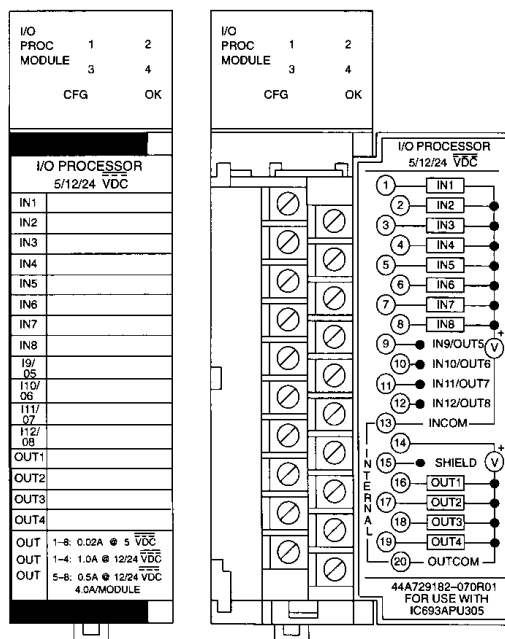 I/O
PROC 1 2
MODULE
3 4
CFG OK
I/O PROCESSOR
5/12/24 VDC
IN1
IN2
IN3
IN4
IN5
IN6
IN7
IN8
I9/
05
I10/
06
I11/
07
I12/
08
OUT1
OUT2
OUT3
OUT4
OUT 1-8: 0.02A @ 5 VDC
OUT 1-4: 1.0A @ 12/24 VDC
OUT 5-8: 0.5A @ 12/24 VDC
4.0A/MODULE
I/O
PROC 1 2
MODULE
3 4
CFG OK
I/O PROCESSOR
5/12/24 VDC
1 IN1
2 IN2
3 IN3
4 IN4
5 IN5
6 IN6
7 IN7
8 IN8
+
9 IN9/OUT5 V
10 IN10/OUT6
11 IN11/OUT7
12 IN12/OUT8
13 INCOM
14 +
15 SHIELD V
16 OUT1
17 OUT2
18 OUT3
19 OUT4
20 OUTCOM
INTERNAL
44A729182-070R01
FOR USE WITH
IC693APU305